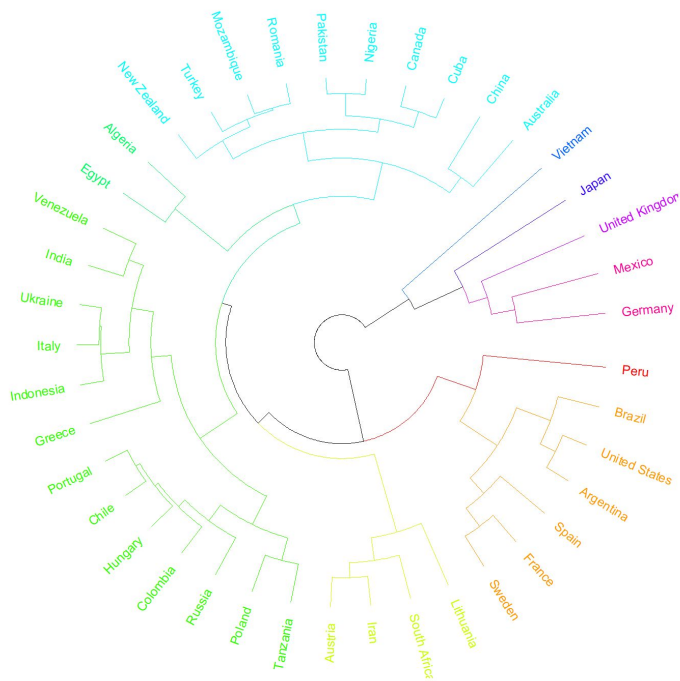 Romania
Mozambique
Turkey
New Zealand
Algeria
Egypt
Venezuela
India
Ukraine
Italy
Indonesia
Greece
Portugal
Chile
Hungary
Colombia
Russia
Poland
Tanzania
Austria
Iran
South Africa
Lithuania
Sweden
France
Spain
Argentina
United States
Brazil
Peru
Germany
Mexico
United Kingdom
Japan
Vietnam
Australia
China
Cuba
Canada
Nigeria
Pakistan